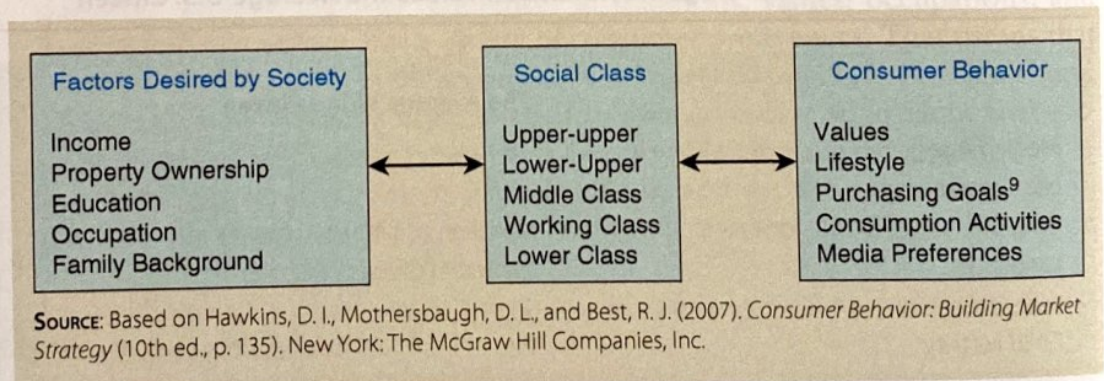 Factors Desired by Society
Income
Property Ownership
Education
Occupation
Family Background
Social Class
Upper-upper
Lower-Upper
Middle Class
Working Class
Lower Class
Consumer Behavior
Values
Lifestyle
Purchasing Goals⁹
Consumption Activities
Media Preferences
SOURCE: Based on Hawkins, D. I., Mothersbaugh, D. L., and Best, R. J. (2007). Consumer Behavior: Building Market
Strategy (10th ed., p. 135). New York: The McGraw Hill Companies, Inc.